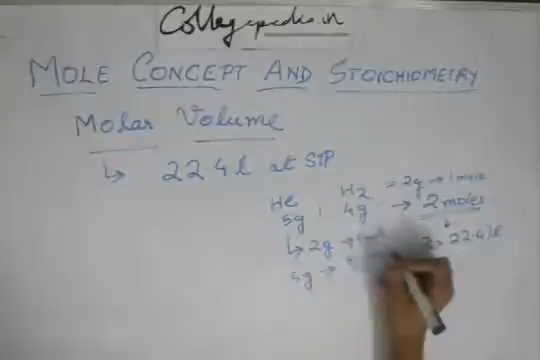 Collegepedia.in
MOLE CONCEPT AND STOICHIOMETRY
Molar Volume
↳ 22.4 l at STP
He , H2 = 2g → 1 mole
5g 4g → 2 moles
↳ 2g → 2 × 22.4 l
5g →